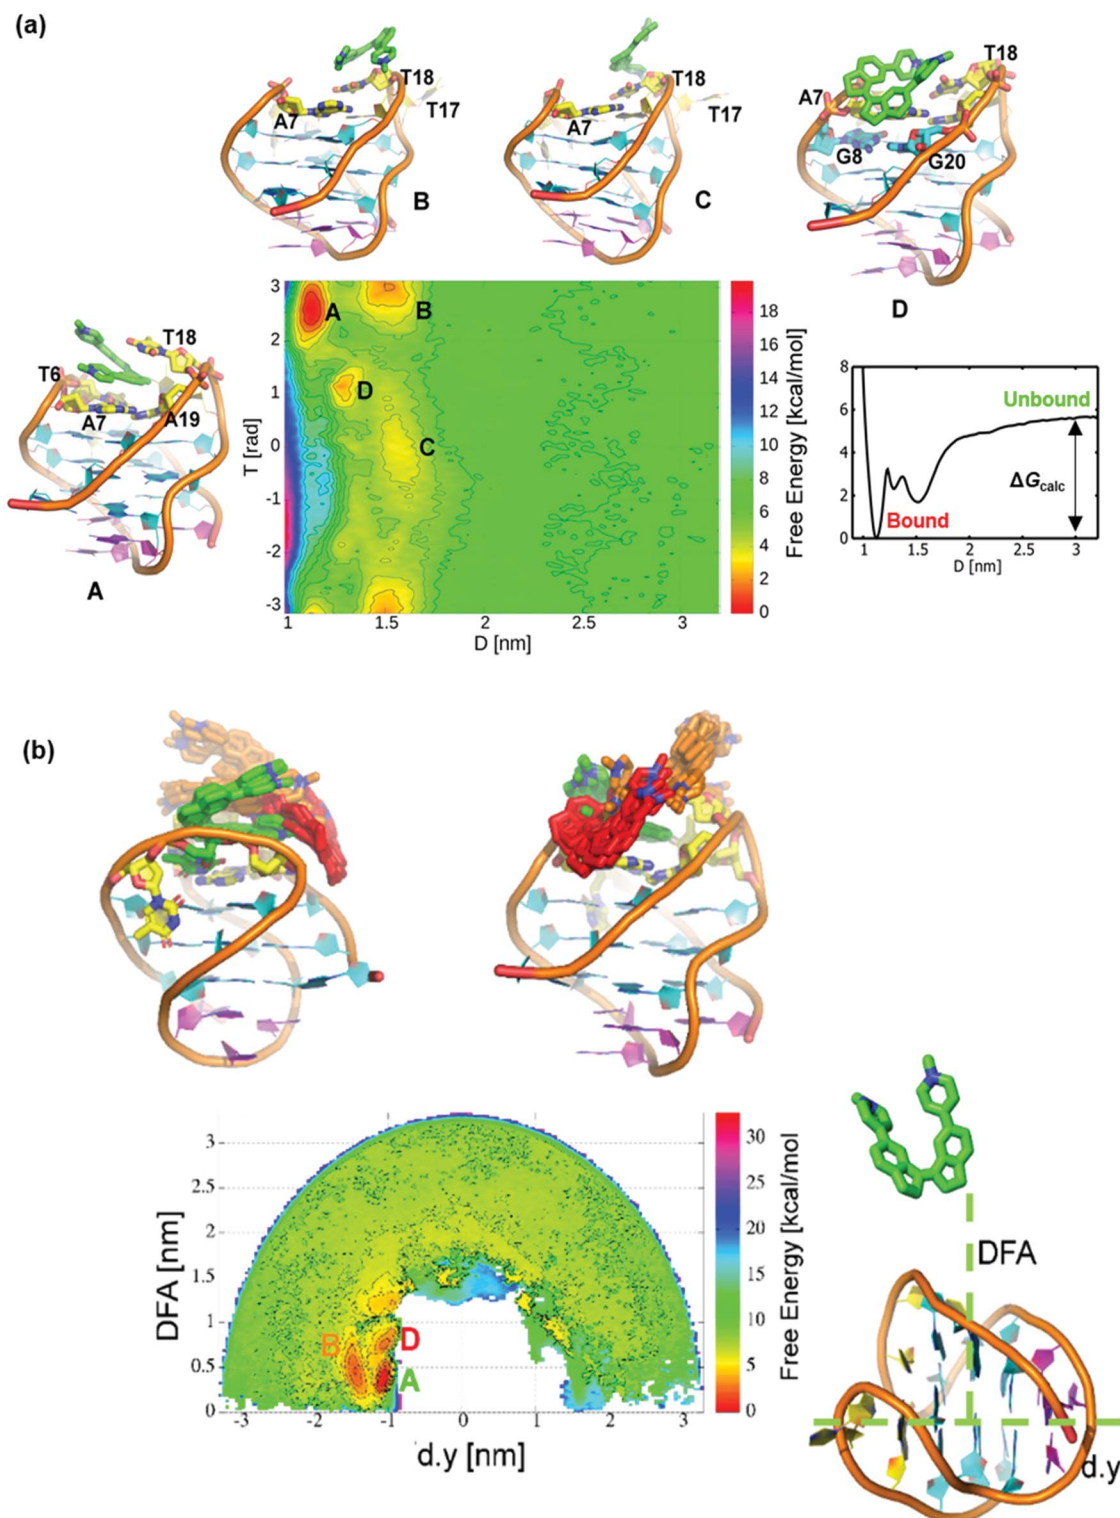 (a)
T18
A7
T17
B
T18
A7
T17
C
T18
A7
G8
G20
D
T18
T6
A7
A19
A
3
2
1
0
-1
-2
-3
T [rad]
A
B
D
C
1
1.5
2
2.5
3
D [nm]
18
16
14
12
10
8
6
4
2
0
Free Energy [kcal/mol]
8
6
4
2
0
Unbound
ΔGcalc
Bound
1
1.5
2
2.5
3
D [nm]
(b)
3
2.5
2
1.5
1
0.5
0
DFA [nm]
B
D
A
-3
-2
-1
0
1
2
3
d.y [nm]
30
25
20
15
10
5
0
Free Energy [kcal/mol]
DFA
d.y